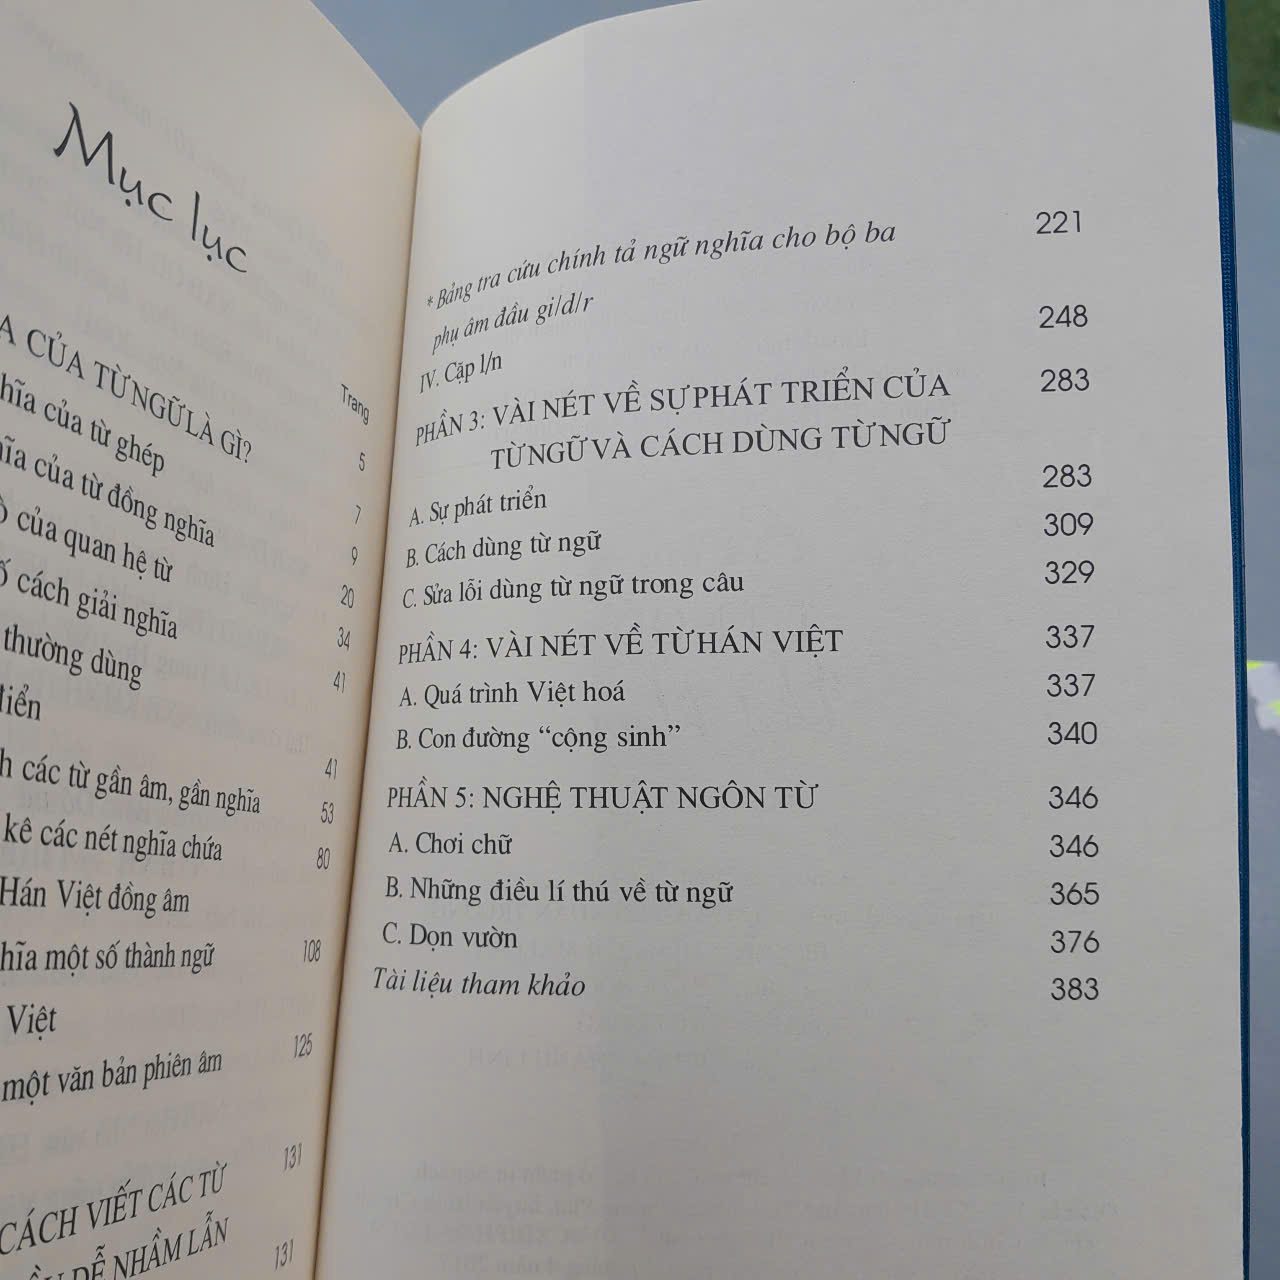 Mục lục
Trang
A CỦA TỪ NGỮ LÀ GÌ? 5
hĩa của từ ghép 7
ĩa của từ đồng nghĩa 9
của quan hệ từ 20
ố cách giải nghĩa 34
thường dùng 41
điển 41
h các từ gần âm, gần nghĩa 53
kê các nét nghĩa chứa 80
Hán Việt đồng âm
hĩa một số thành ngữ 108
Việt
một văn bản phiên âm 125
131
CÁCH VIẾT CÁC TỪ
DỄ NHẦM LẪN 131
* Bảng tra cứu chính tả ngữ nghĩa cho bộ ba 221
phụ âm đầu gi/d/r
IV. Cặp l/n 248
PHẦN 3: VÀI NÉT VỀ SỰ PHÁT TRIỂN CỦA 283
TỪ NGỮ VÀ CÁCH DÙNG TỪ NGỮ
A. Sự phát triển 283
B. Cách dùng từ ngữ 309
C. Sửa lỗi dùng từ ngữ trong câu 329
PHẦN 4: VÀI NÉT VỀ TỪ HÁN VIỆT 337
A. Quá trình Việt hoá 337
B. Con đường “cộng sinh” 340
PHẦN 5: NGHỆ THUẬT NGÔN TỪ 346
A. Chơi chữ 346
B. Những điều lí thú về từ ngữ 365
C. Dọn vườn 376
Tài liệu tham khảo 383